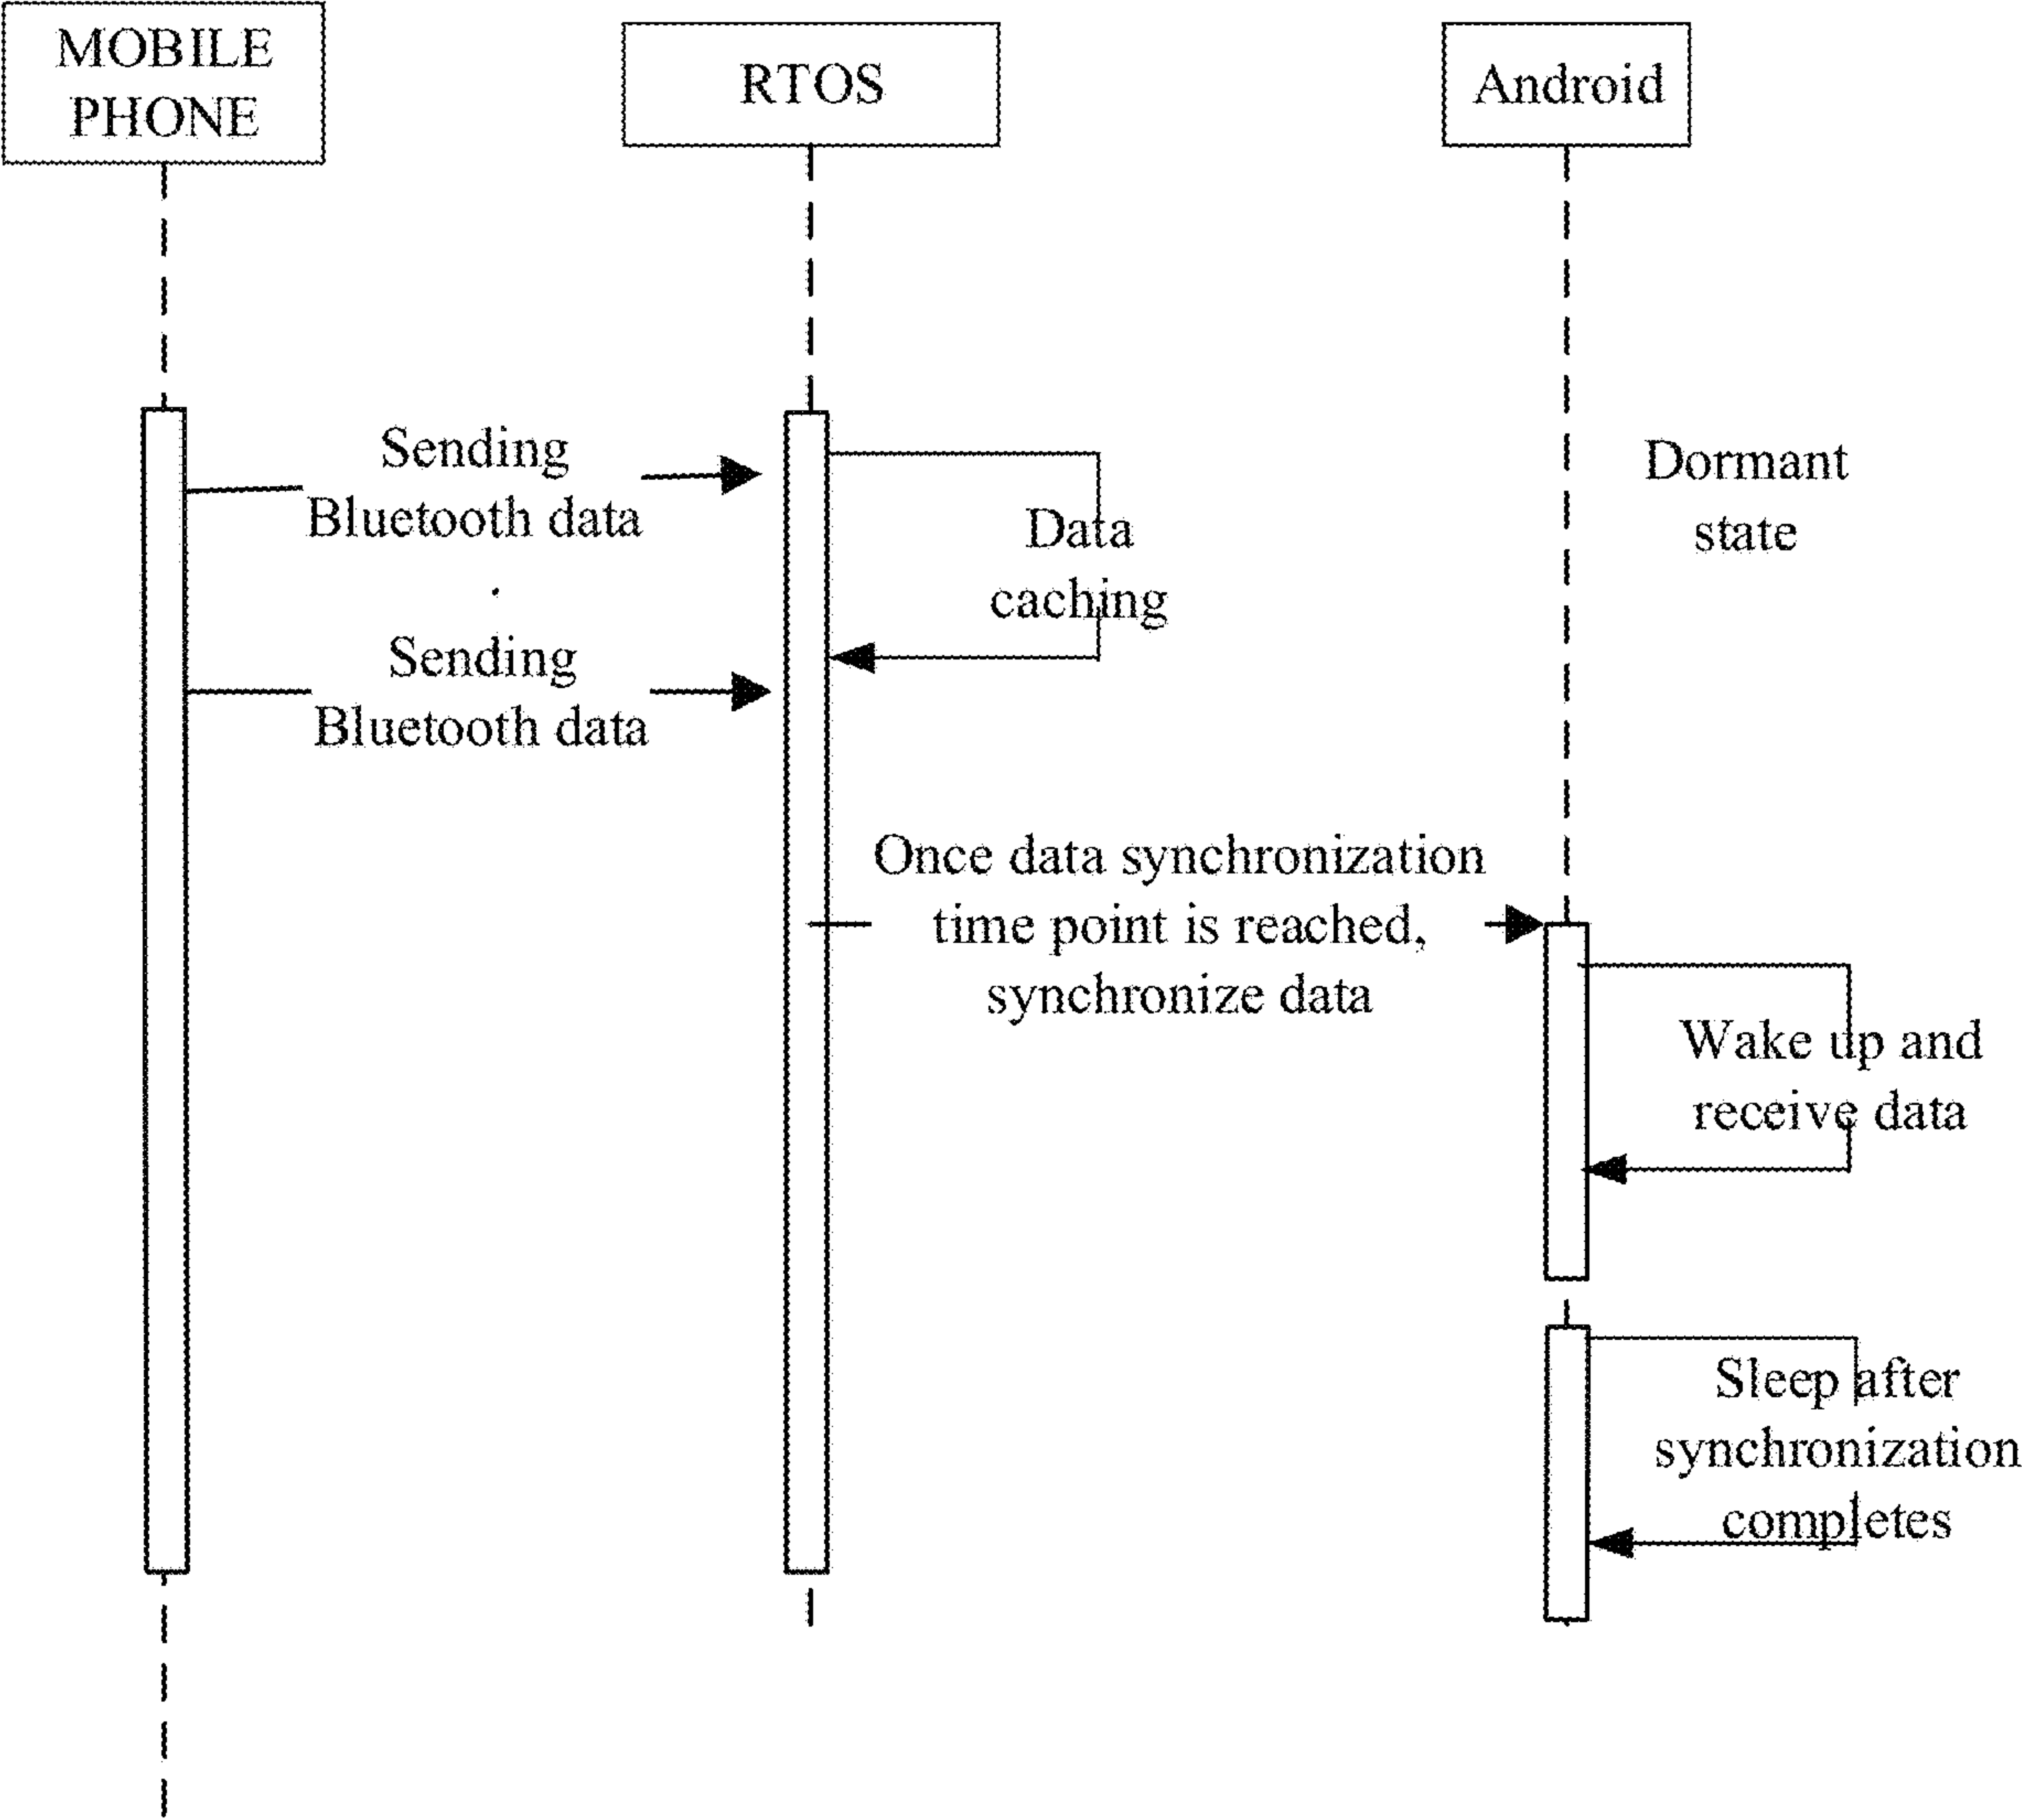 MOBILE
PHONE
RTOS
Android
Sending
Bluetooth data
Data
caching
Dormant
state
Sending
Bluetooth data
Once data synchronization
time point is reached,
synchronize data
Wake up and
receive data
Sleep after
synchronization
completes